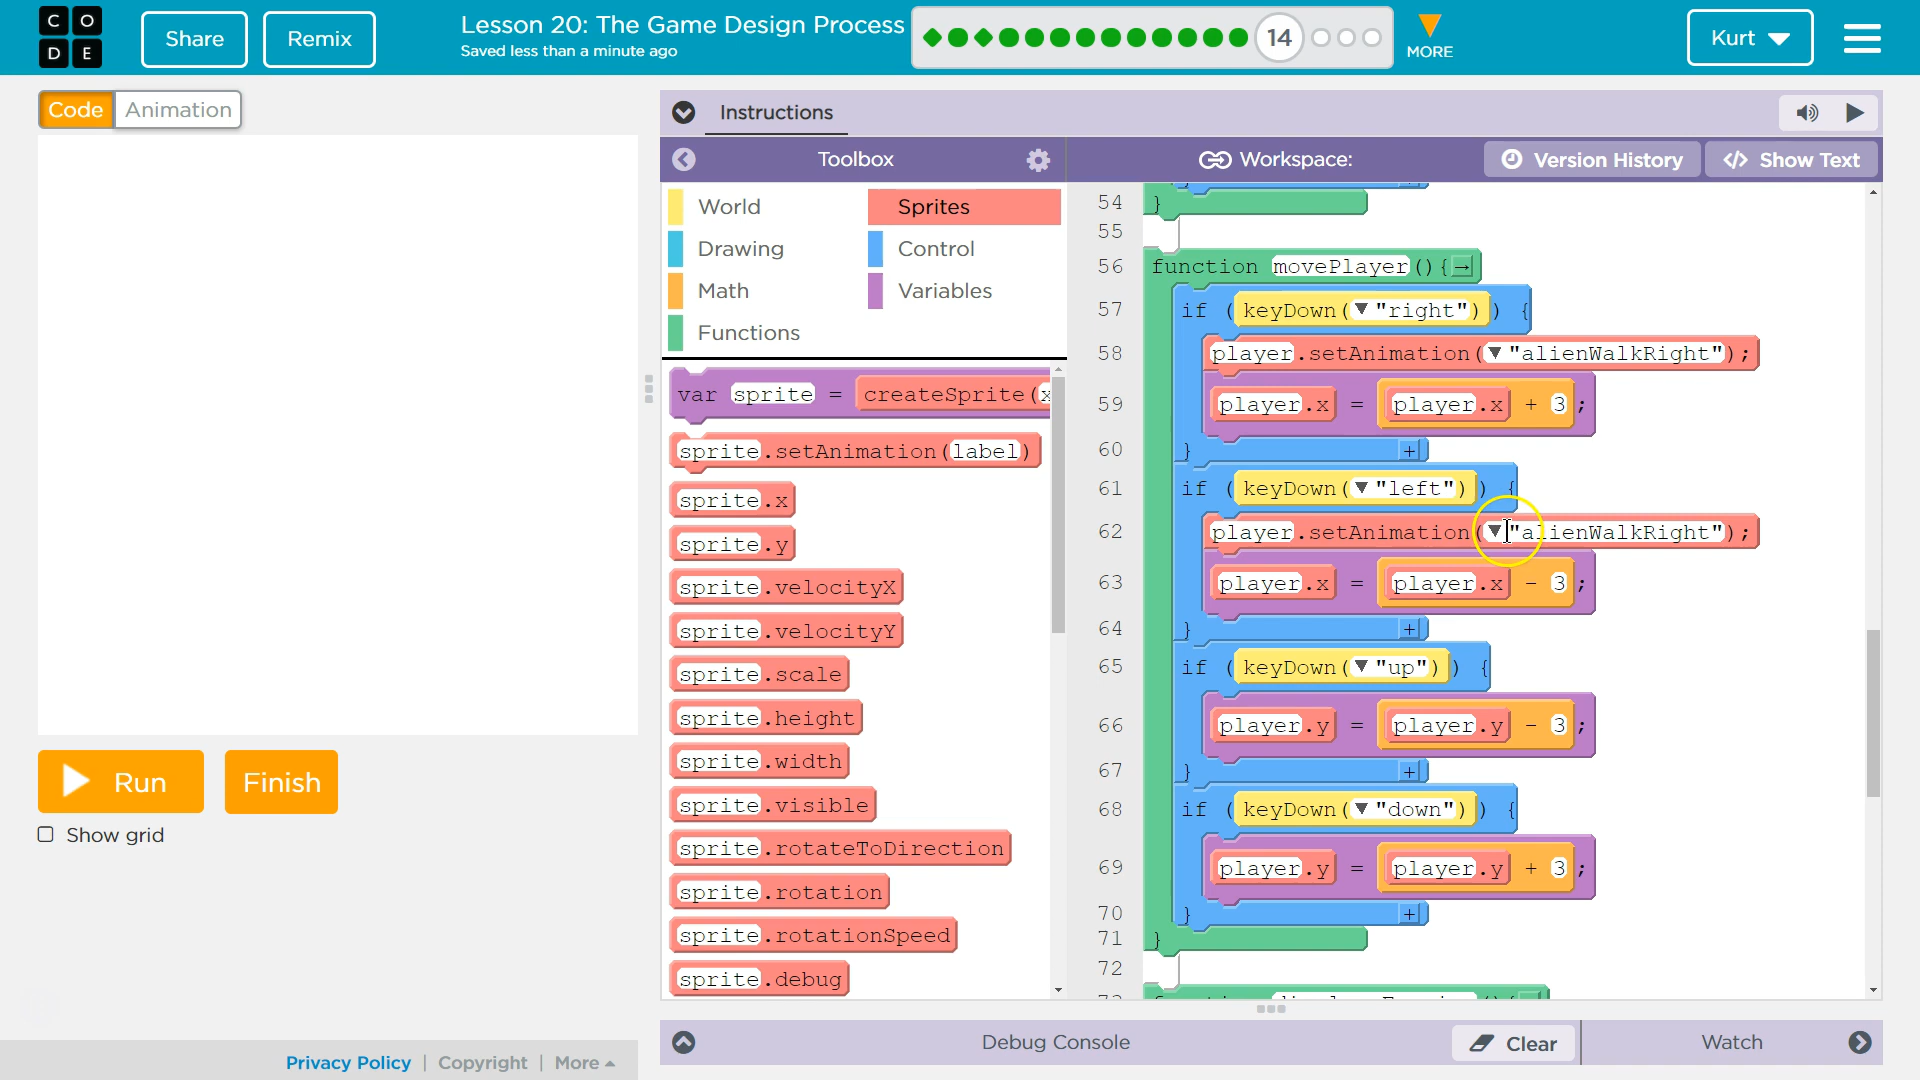 C O
D E
Share
Remix
Lesson 20: The Game Design Process
Saved less than a minute ago
14
MORE
Kurt
Code
Animation
Instructions
Toolbox
Workspace:
Version History
</> Show Text
World
Sprites
Drawing
Control
Math
Variables
Functions
var sprite = createSprite(x
sprite.setAnimation(label)
sprite.x
sprite.y
sprite.velocityX
sprite.velocityY
sprite.scale
sprite.height
sprite.width
sprite.visible
sprite.rotateToDirection
sprite.rotation
sprite.rotationSpeed
sprite.debug
54 }
55
56 function movePlayer(){→
57 if (keyDown(▼ "right")) {
58 player.setAnimation(▼ "alienWalkRight");
59 player.x = player.x + 3;
60 } +
61 if (keyDown(▼ "left")) {
62 player.setAnimation(▼ "alienWalkRight");
63 player.x = player.x - 3;
64 } +
65 if (keyDown(▼ "up")) {
66 player.y = player.y - 3;
67 } +
68 if (keyDown(▼ "down")) {
69 player.y = player.y + 3;
70 } +
71 }
72
Run
Finish
Show grid
Debug Console
Clear
Watch
Privacy Policy | Copyright | More